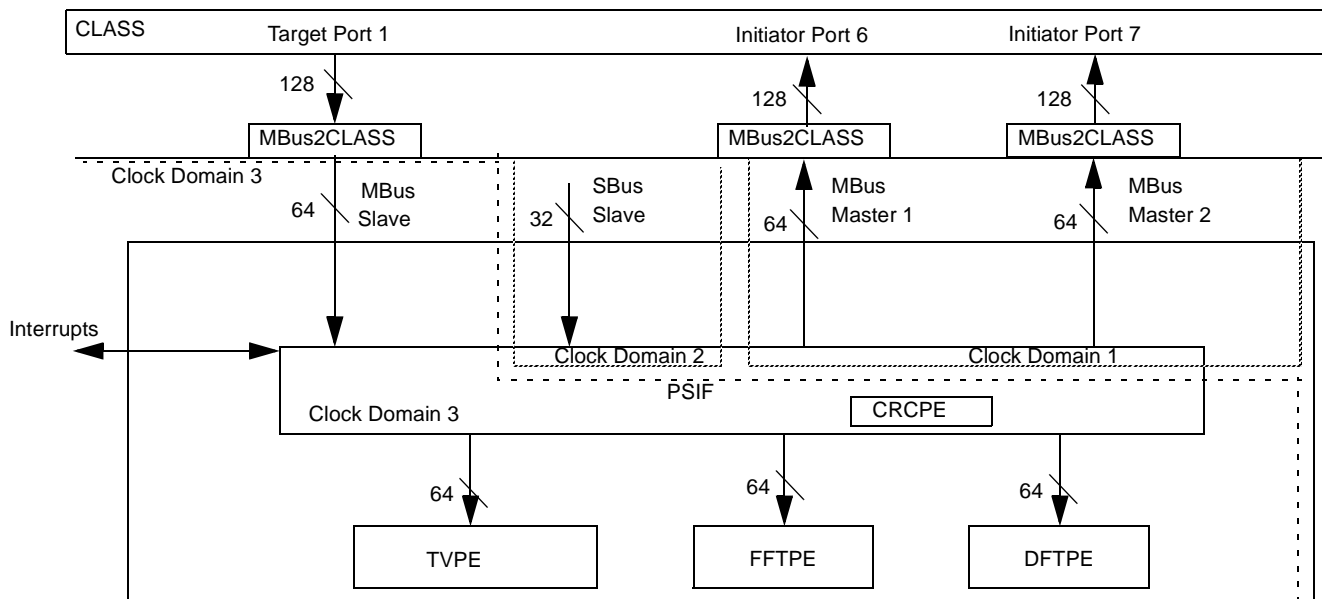 CLASS
Target Port 1
Initiator Port 6
Initiator Port 7
128
128
128
MBus2CLASS
MBus2CLASS
MBus2CLASS
Clock Domain 3
64
MBus
Slave
32
SBus
Slave
64
MBus
Master 1
64
MBus
Master 2
Interrupts
Clock Domain 2
Clock Domain 1
PSIF
Clock Domain 3
CRCPE
64
64
64
TVPE
FFTPE
DFTPE